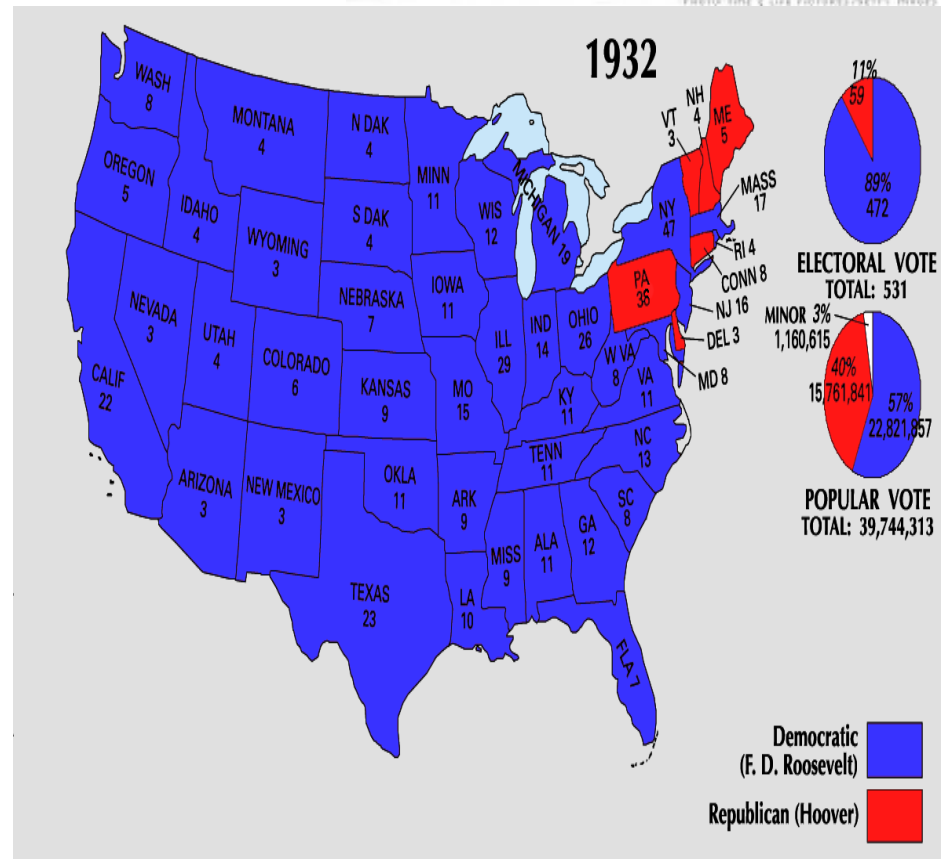 1932
WASH
8
OREGON
5
CALIF
22
NEVADA
3
IDAHO
4
MONTANA
4
WYOMING
3
UTAH
4
COLORADO
6
ARIZONA
3
NEW MEXICO
3
N DAK
4
S DAK
4
NEBRASKA
7
KANSAS
9
OKLA
11
TEXAS
23
MINN
11
IOWA
11
MO
15
ARK
9
LA
10
WIS
12
ILL
29
MICHIGAN 19
IND
14
OHIO
26
KY
11
TENN
11
MISS
9
ALA
11
GA
12
FLA 7
SC
8
NC
13
VA
11
W VA
8
PA
36
NY
47
VT
3
NH
4
ME
5
MASS
17
RI 4
CONN 8
NJ 16
DEL 3
MD 8
11%
59
89%
472
ELECTORAL VOTE
TOTAL: 531
MINOR 3%
1,160,615
40%
15,761,841
57%
22,821,857
POPULAR VOTE
TOTAL: 39,744,313
Democratic
(F. D. Roosevelt)
Republican (Hoover)